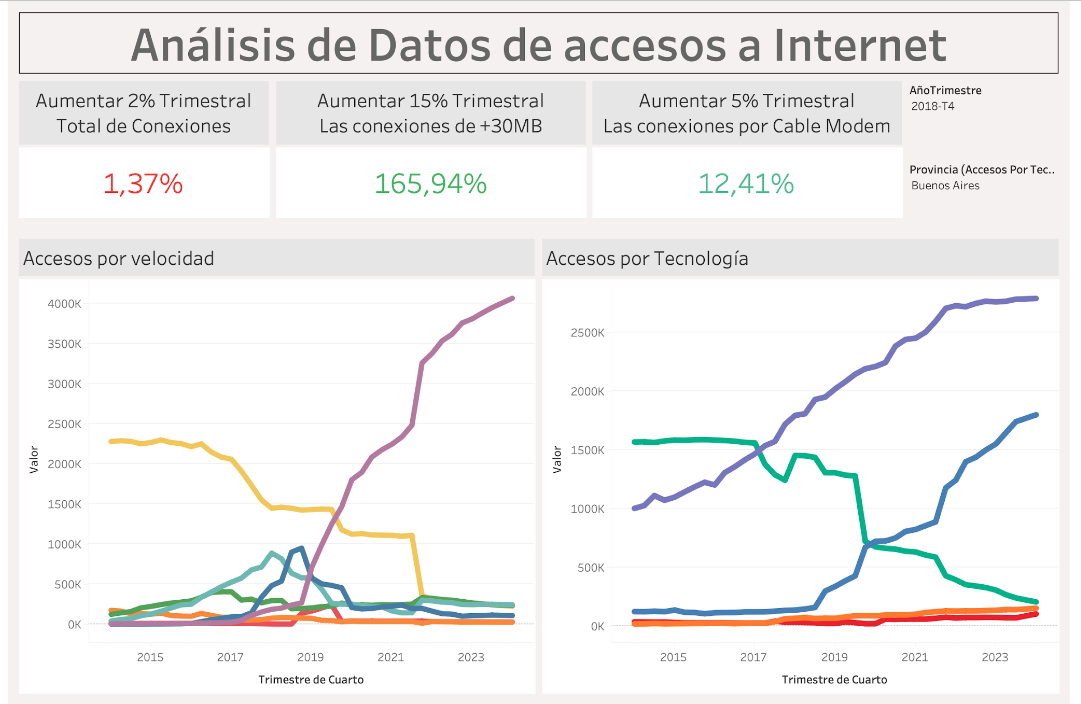 Análisis de Datos de accesos a Internet
Aumentar 2% Trimestral
Total de Conexiones
1,37%
Aumentar 15% Trimestral
Las conexiones de +30MB
165,94%
Aumentar 5% Trimestral
Las conexiones por Cable Modem
12,41%
AñoTrimestre
2018-T4
Provincia (Accesos Por Tec..
Buenos Aires
Accesos por velocidad
Valor
4000K
3500K
3000K
2500K
2000K
1500K
1000K
500K
0K
2015 2017 2019 2021 2023
Trimestre de Cuarto
Accesos por Tecnología
Valor
2500K
2000K
1500K
1000K
500K
0K
2015 2017 2019 2021 2023
Trimestre de Cuarto